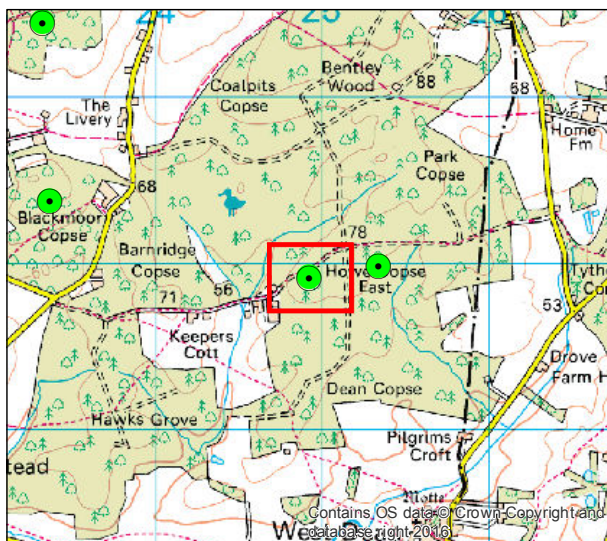 24
25
26
Bentley
Wood
88
Coalpits
Copse
68
The
Livery
Home
Fm
Park
Copse
68
Blackmoor
Copse
78
Barnridge
Copse
56
East
71
53
Keepers
Cott
Drove
Farm
Dean Copse
Hawks Grove
Pilgrims
Croft
tead
Motte
Contains OS data © Crown Copyright and
database right 2016